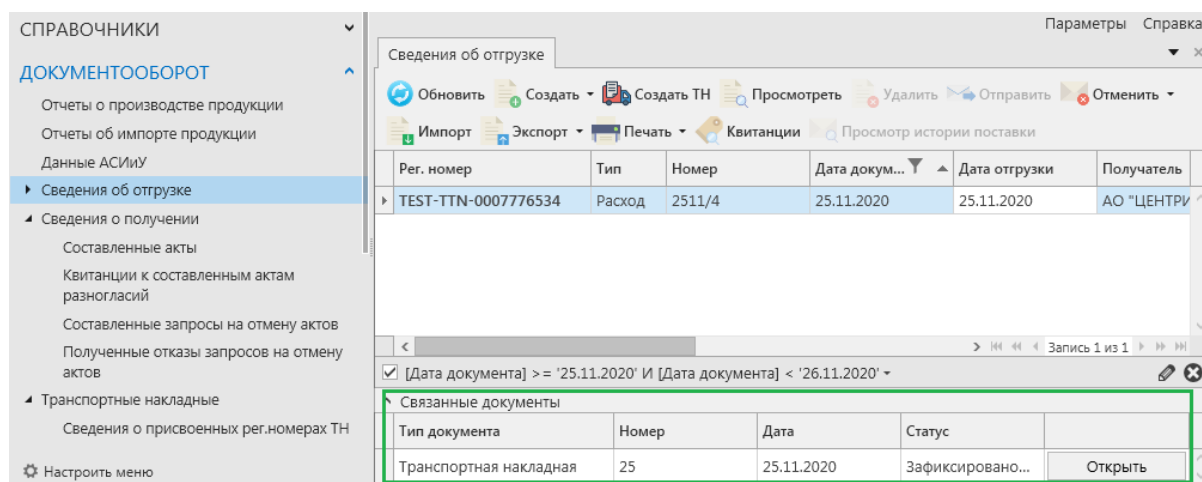 СПРАВОЧНИКИ
ДОКУМЕНТООБОРОТ
Отчеты о производстве продукции
Отчеты об импорте продукции
Данные АСИиУ
Сведения об отгрузке
Сведения о получении
Составленные акты
Квитанции к составленным актам
разногласий
Составленные запросы на отмену актов
Полученные отказы запросов на отмену
актов
Транспортные накладные
Сведения о присвоенных рег.номерах ТН
Настроить меню
Параметры Справка
Сведения об отгрузке
Обновить Создать Создать ТН Просмотреть Удалить Отправить Отменить
Импорт Экспорт Печать Квитанции Просмотр истории поставки
Рег. номер Тип Номер Дата докум... Дата отгрузки Получатель
TEST-TTN-0007776534 Расход 2511/4 25.11.2020 25.11.2020 АО "ЦЕНТРИ
Запись 1 из 1
[Дата документа] >= '25.11.2020' И [Дата документа] < '26.11.2020'
Связанные документы
Тип документа Номер Дата Статус
Транспортная накладная 25 25.11.2020 Зафиксировано... Открыть